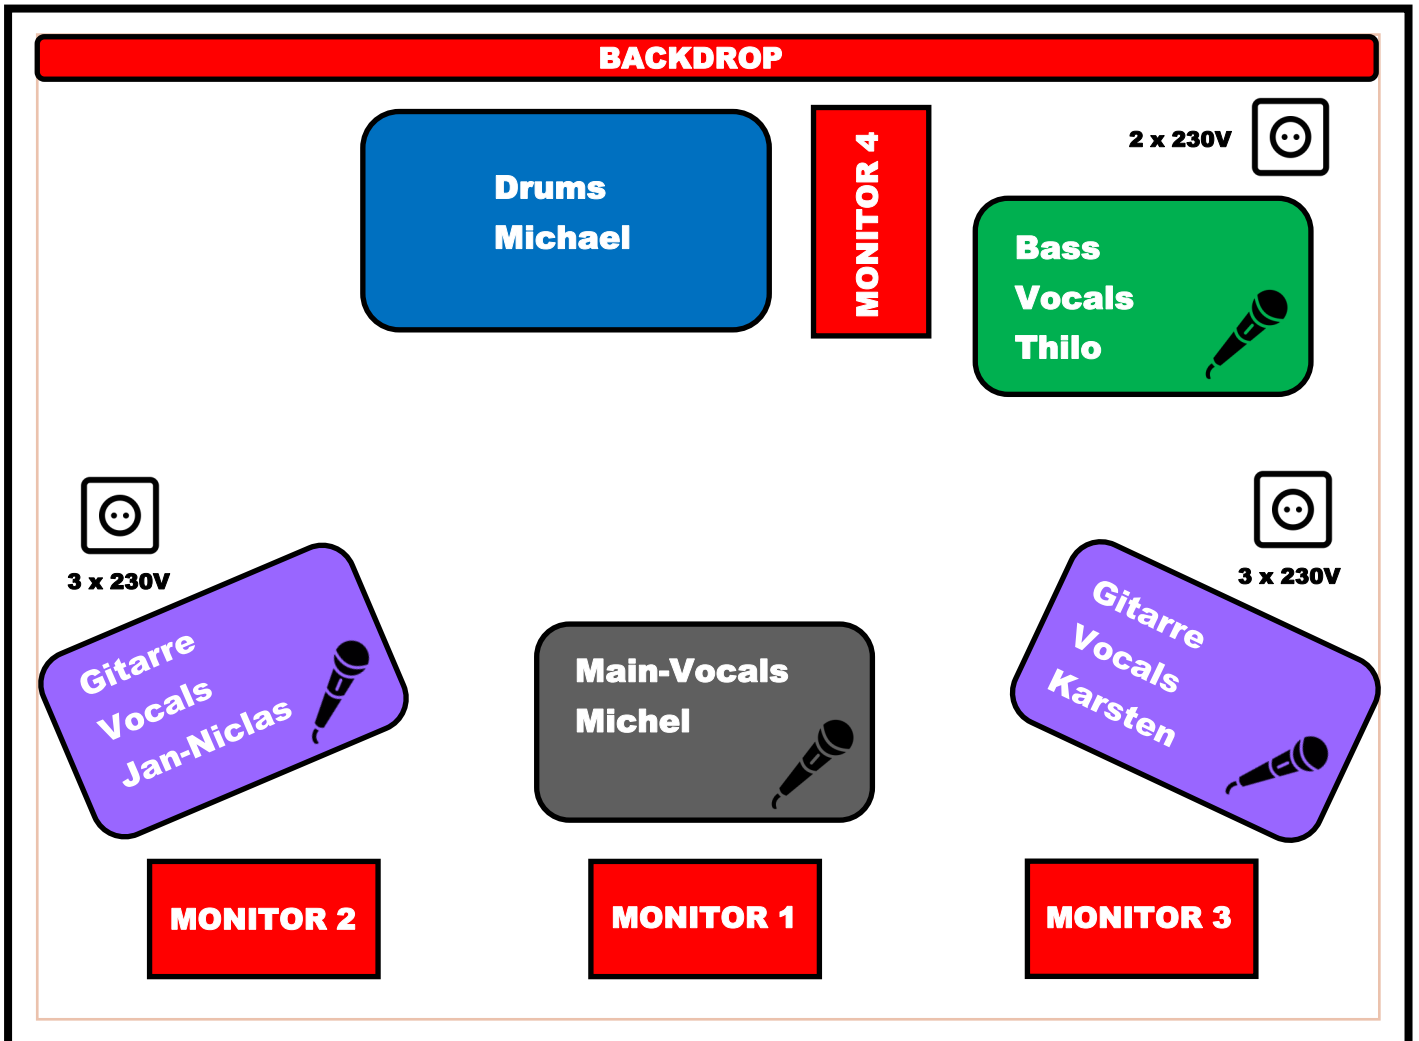 BACKDROP
Drums
Michael
MONITOR 4
2 x 230V
Bass
Vocals
Thilo
3 x 230V
Gitarre
Vocals
Jan-Niclas
Main-Vocals
Michel
3 x 230V
Gitarre
Vocals
Karsten
MONITOR 2
MONITOR 1
MONITOR 3